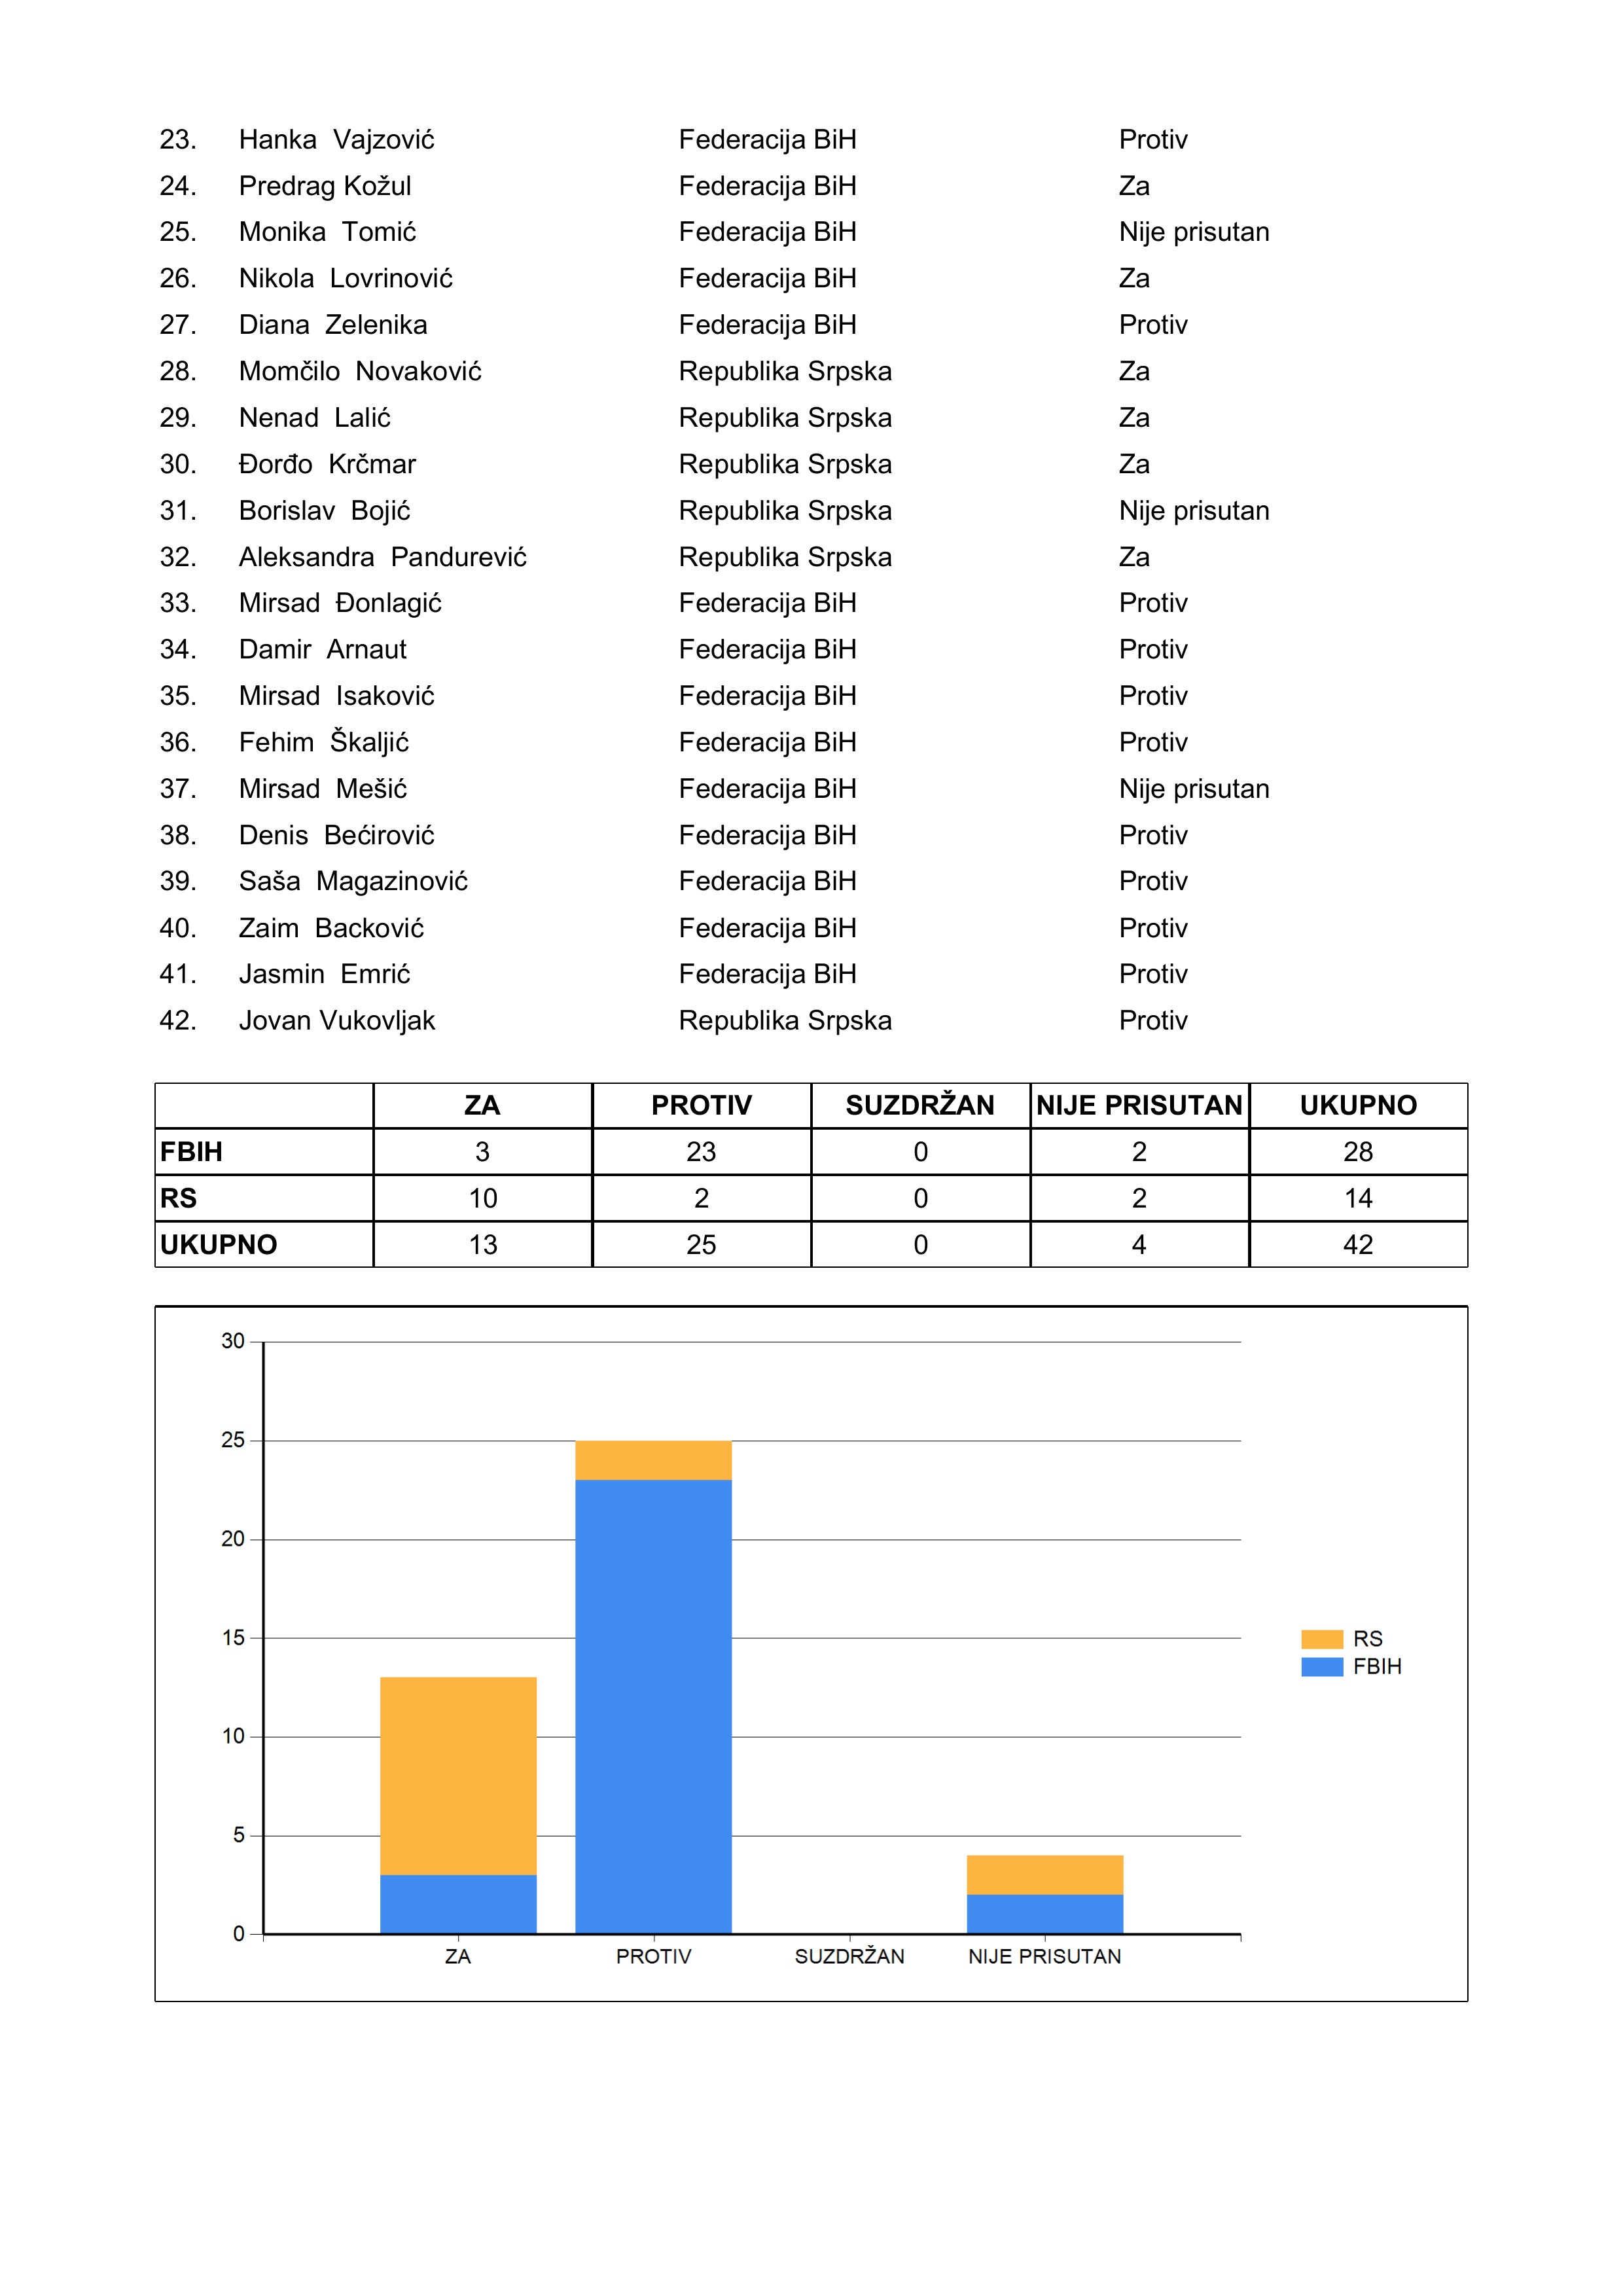 23. Hanka Vajzović Federacija BiH Protiv
24. Predrag Kožul Federacija BiH Za
25. Monika Tomić Federacija BiH Nije prisutan
26. Nikola Lovrinović Federacija BiH Za
27. Diana Zelenika Federacija BiH Protiv
28. Momčilo Novaković Republika Srpska Za
29. Nenad Lalić Republika Srpska Za
30. Đorđo Krčmar Republika Srpska Za
31. Borislav Bojić Republika Srpska Nije prisutan
32. Aleksandra Pandurević Republika Srpska Za
33. Mirsad Đonlagić Federacija BiH Protiv
34. Damir Arnaut Federacija BiH Protiv
35. Mirsad Isaković Federacija BiH Protiv
36. Fehim Škaljić Federacija BiH Protiv
37. Mirsad Mešić Federacija BiH Nije prisutan
38. Denis Bećirović Federacija BiH Protiv
39. Saša Magazinović Federacija BiH Protiv
40. Zaim Backović Federacija BiH Protiv
41. Jasmin Emrić Federacija BiH Protiv
42. Jovan Vukovljak Republika Srpska Protiv
ZA PROTIV SUZDRŽAN NIJE PRISUTAN UKUPNO
FBIH 3 23 0 2 28
RS 10 2 0 2 14
UKUPNO 13 25 0 4 42
30
25
20
15
10
5
0
ZA PROTIV SUZDRŽAN NIJE PRISUTAN
RS
FBIH